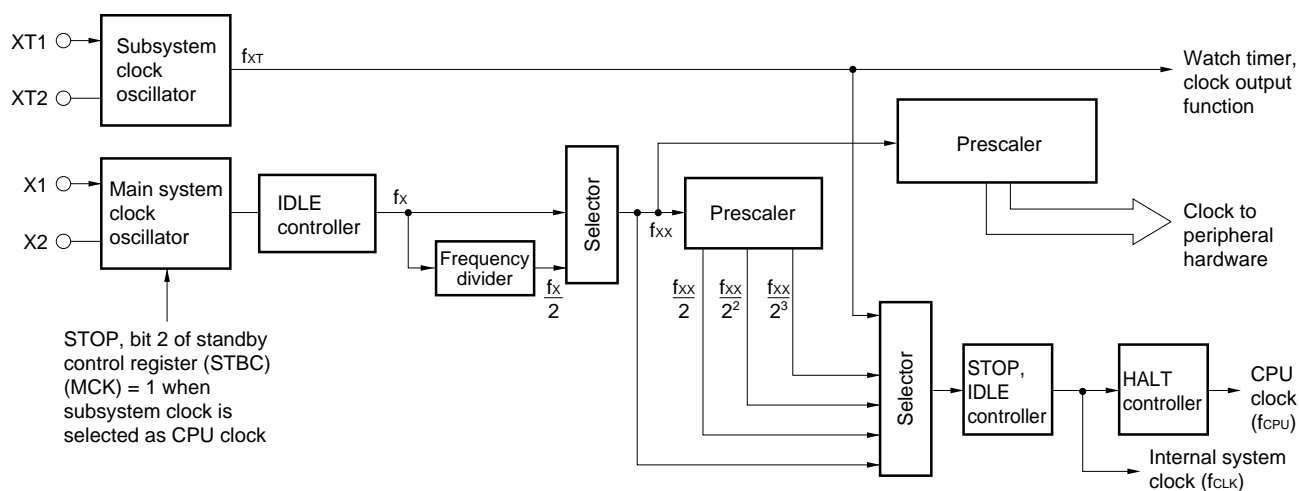 XT1
XT2
Subsystem
clock
oscillator
fXT
Watch timer,
clock output
function
Prescaler
X1
X2
Main system
clock
oscillator
IDLE
controller
fX
Frequency
divider
fX
2
Selector
fXX
Prescaler
Clock to
peripheral
hardware
fXX
2
fXX
2²
fXX
2³
STOP, bit 2 of standby
control register (STBC)
(MCK) = 1 when
subsystem clock is
selected as CPU clock
Selector
STOP,
IDLE
controller
HALT
controller
CPU
clock
(fCPU)
Internal system
clock (fCLK)